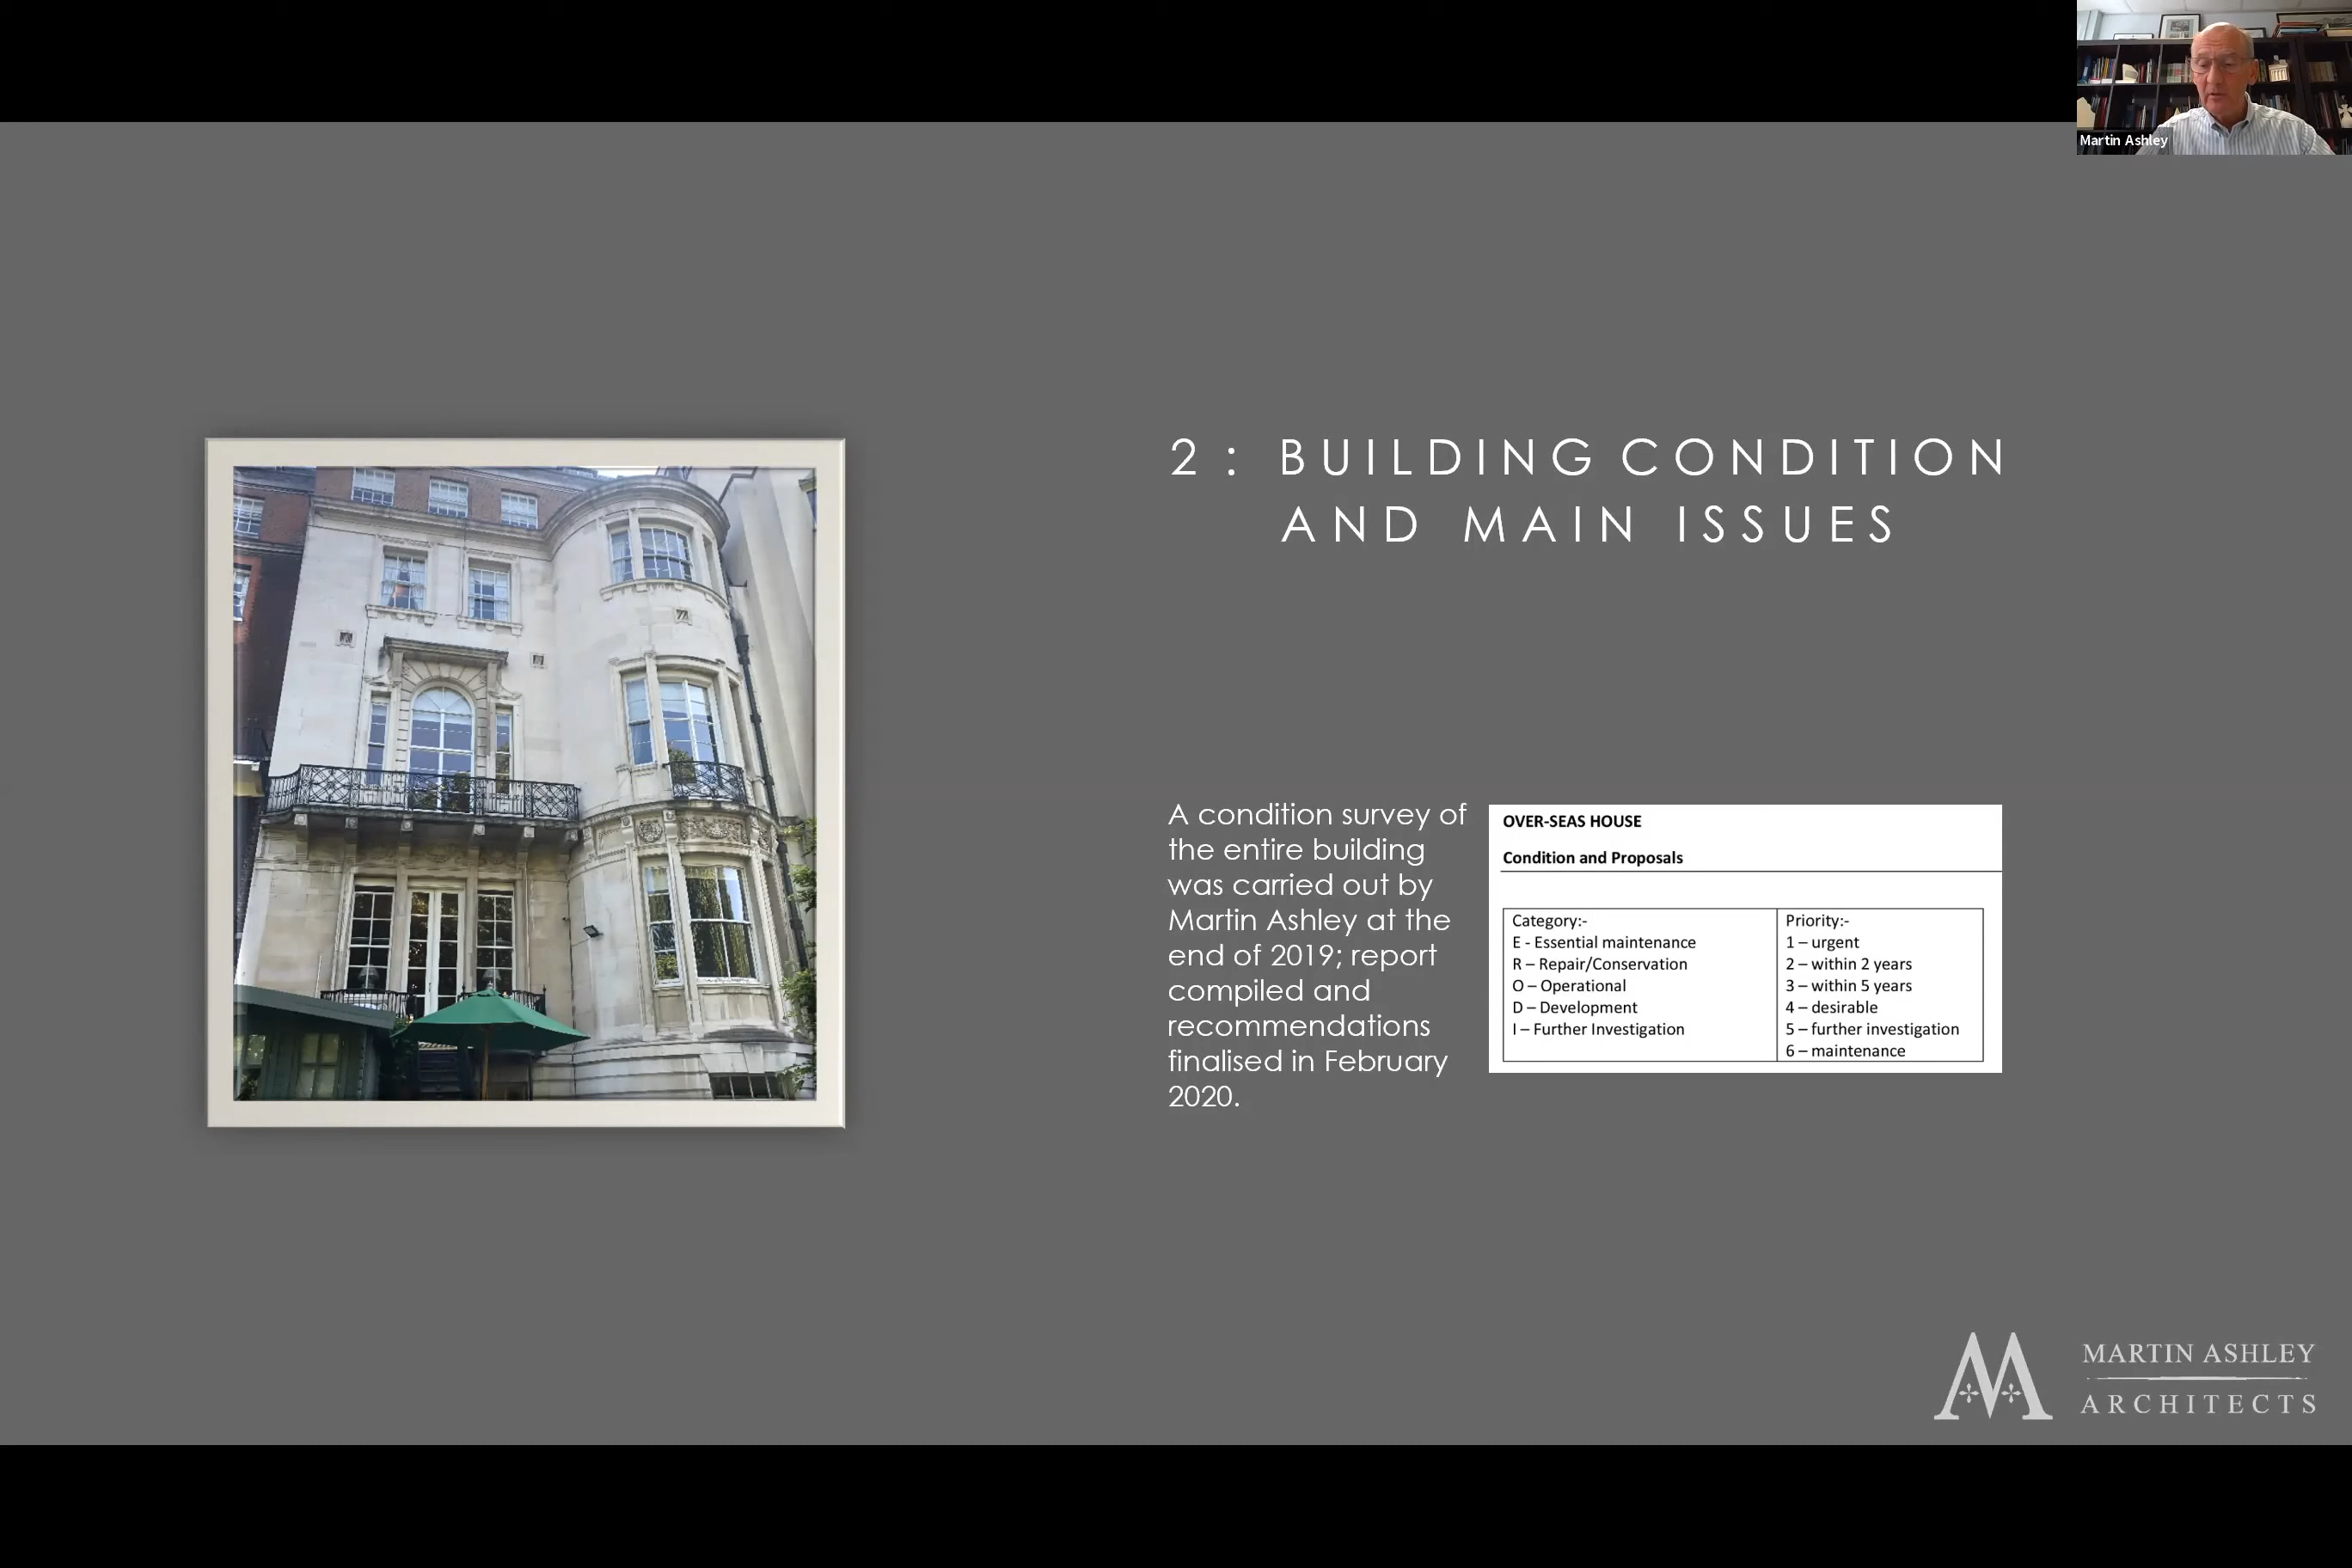 Martin Ashley
2 : BUILDING CONDITION
AND MAIN ISSUES
A condition survey of
the entire building
was carried out by
Martin Ashley at the
end of 2019; report
compiled and
recommendations
finalised in February
2020.
OVER-SEAS HOUSE
Condition and Proposals
Category:-
E - Essential maintenance
R – Repair/Conservation
O – Operational
D – Development
I – Further Investigation
Priority:-
1 – urgent
2 – within 2 years
3 – within 5 years
4 – desirable
5 – further investigation
6 – maintenance
MARTIN ASHLEY
ARCHITECTS